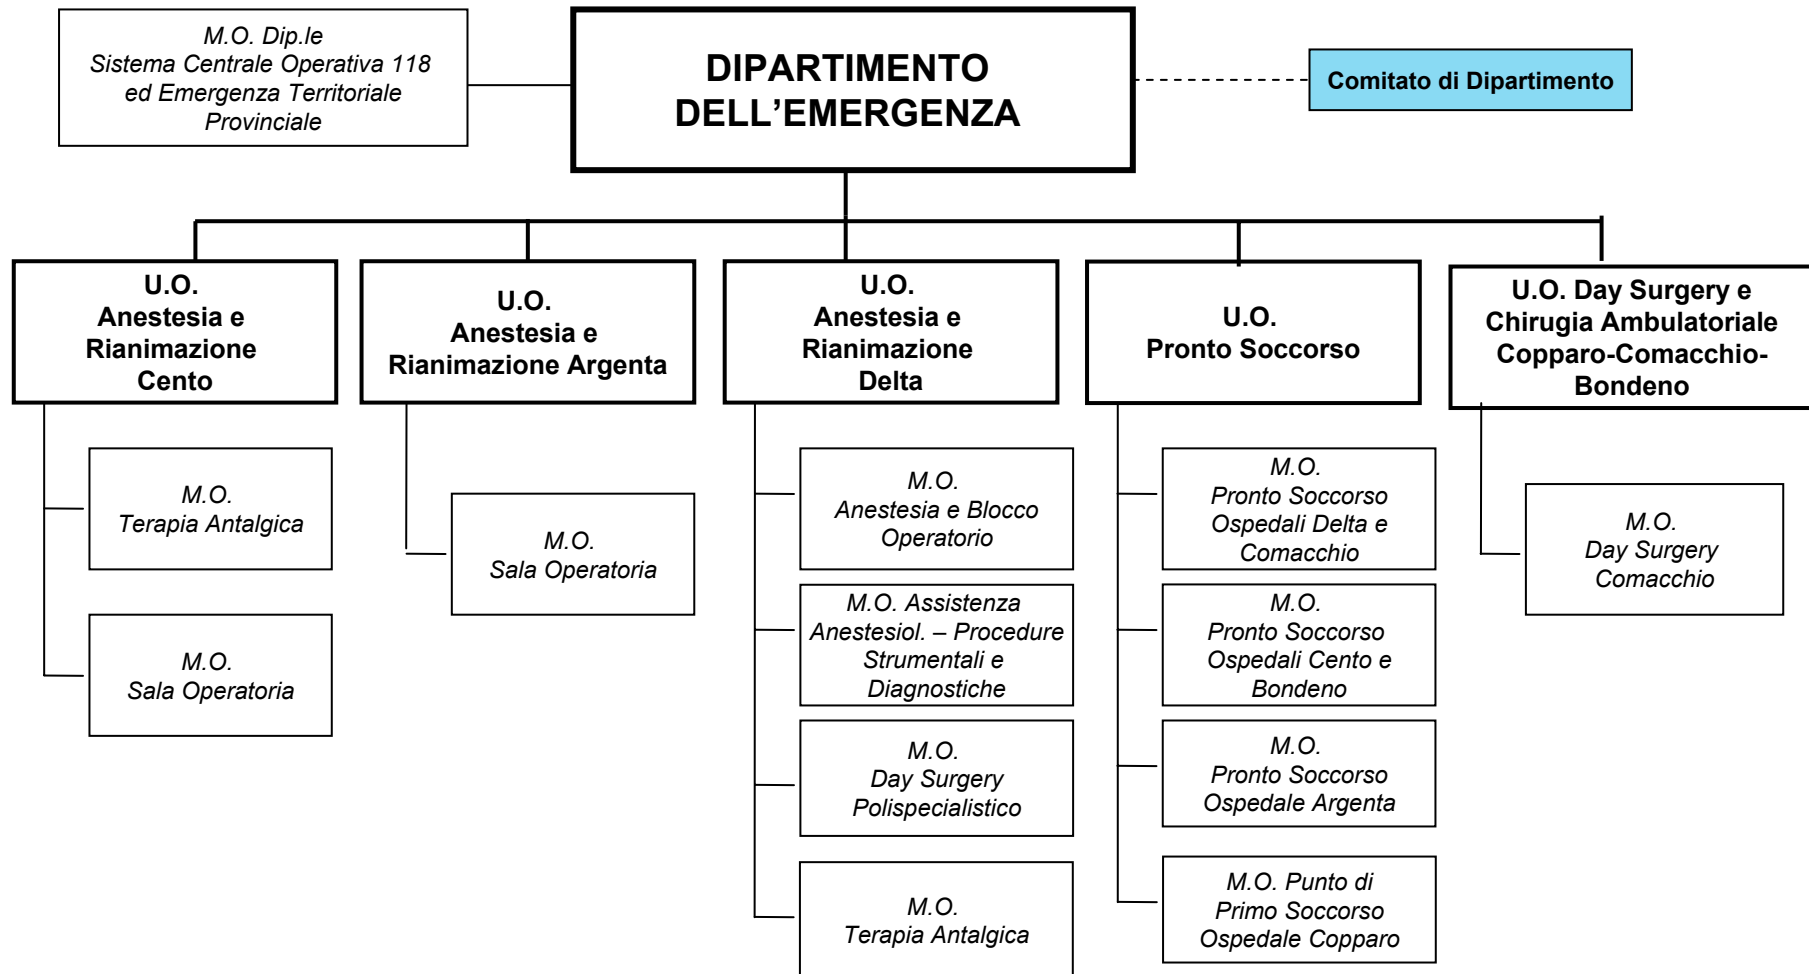 M.O. Dip.le
Sistema Centrale Operativa 118
ed Emergenza Territoriale
Provinciale
DIPARTIMENTO
DELL’EMERGENZA
Comitato di Dipartimento
U.O.
Anestesia e
Rianimazione
Cento
U.O.
Anestesia e
Rianimazione Argenta
U.O.
Anestesia e
Rianimazione
Delta
U.O.
Pronto Soccorso
U.O. Day Surgery e
Chirugia Ambulatoriale
Copparo-Comacchio-
Bondeno
M.O.
Terapia Antalgica
M.O.
Sala Operatoria
M.O.
Sala Operatoria
M.O.
Anestesia e Blocco
Operatorio
M.O. Assistenza
Anestesiol. – Procedure
Strumentali e
Diagnostiche
M.O.
Day Surgery
Polispecialistico
M.O.
Terapia Antalgica
M.O.
Pronto Soccorso
Ospedali Delta e
Comacchio
M.O.
Pronto Soccorso
Ospedali Cento e
Bondeno
M.O.
Pronto Soccorso
Ospedale Argenta
M.O. Punto di
Primo Soccorso
Ospedale Copparo
M.O.
Day Surgery
Comacchio